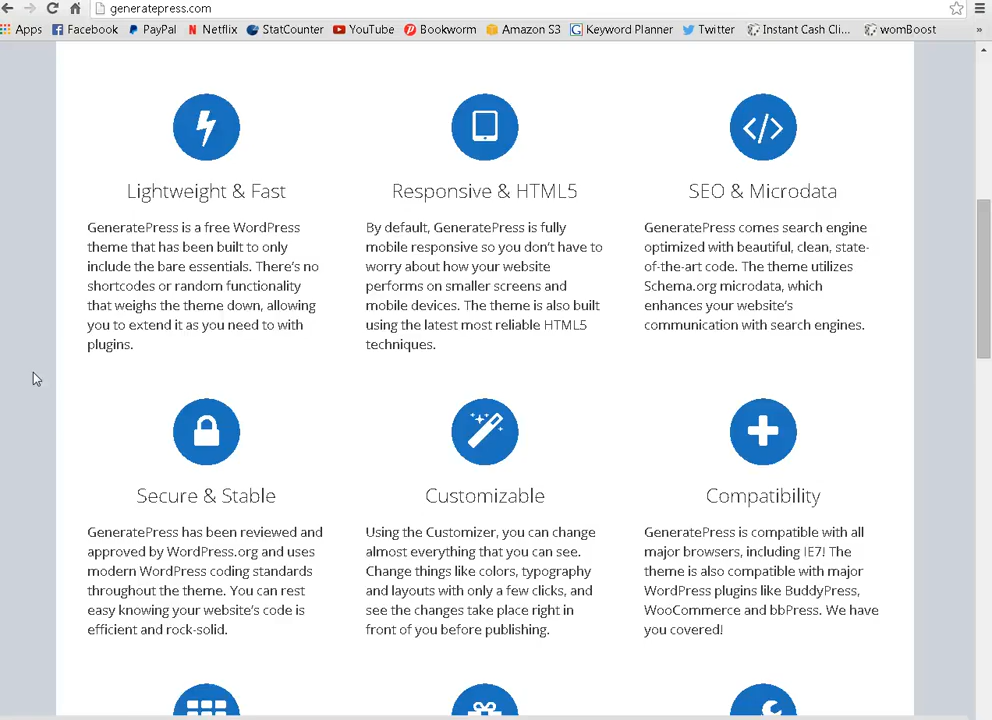 generatepress.com
Apps Facebook PayPal Netflix StatCounter YouTube Bookworm Amazon S3 Keyword Planner Twitter Instant Cash Cli... womBoost »
Lightweight & Fast
GeneratePress is a free WordPress
theme that has been built to only
include the bare essentials. There's no
shortcodes or random functionality
that weighs the theme down, allowing
you to extend it as you need to with
plugins.
Responsive & HTML5
By default, GeneratePress is fully
mobile responsive so you don't have to
worry about how your website
performs on smaller screens and
mobile devices. The theme is also built
using the latest most reliable HTML5
techniques.
SEO & Microdata
GeneratePress comes search engine
optimized with beautiful, clean, state-
of-the-art code. The theme utilizes
Schema.org microdata, which
enhances your website's
communication with search engines.
Secure & Stable
GeneratePress has been reviewed and
approved by WordPress.org and uses
modern WordPress coding standards
throughout the theme. You can rest
easy knowing your website's code is
efficient and rock-solid.
Customizable
Using the Customizer, you can change
almost everything that you can see.
Change things like colors, typography
and layouts with only a few clicks, and
see the changes take place right in
front of you before publishing.
Compatibility
GeneratePress is compatible with all
major browsers, including IE7! The
theme is also compatible with major
WordPress plugins like BuddyPress,
WooCommerce and bbPress. We have
you covered!